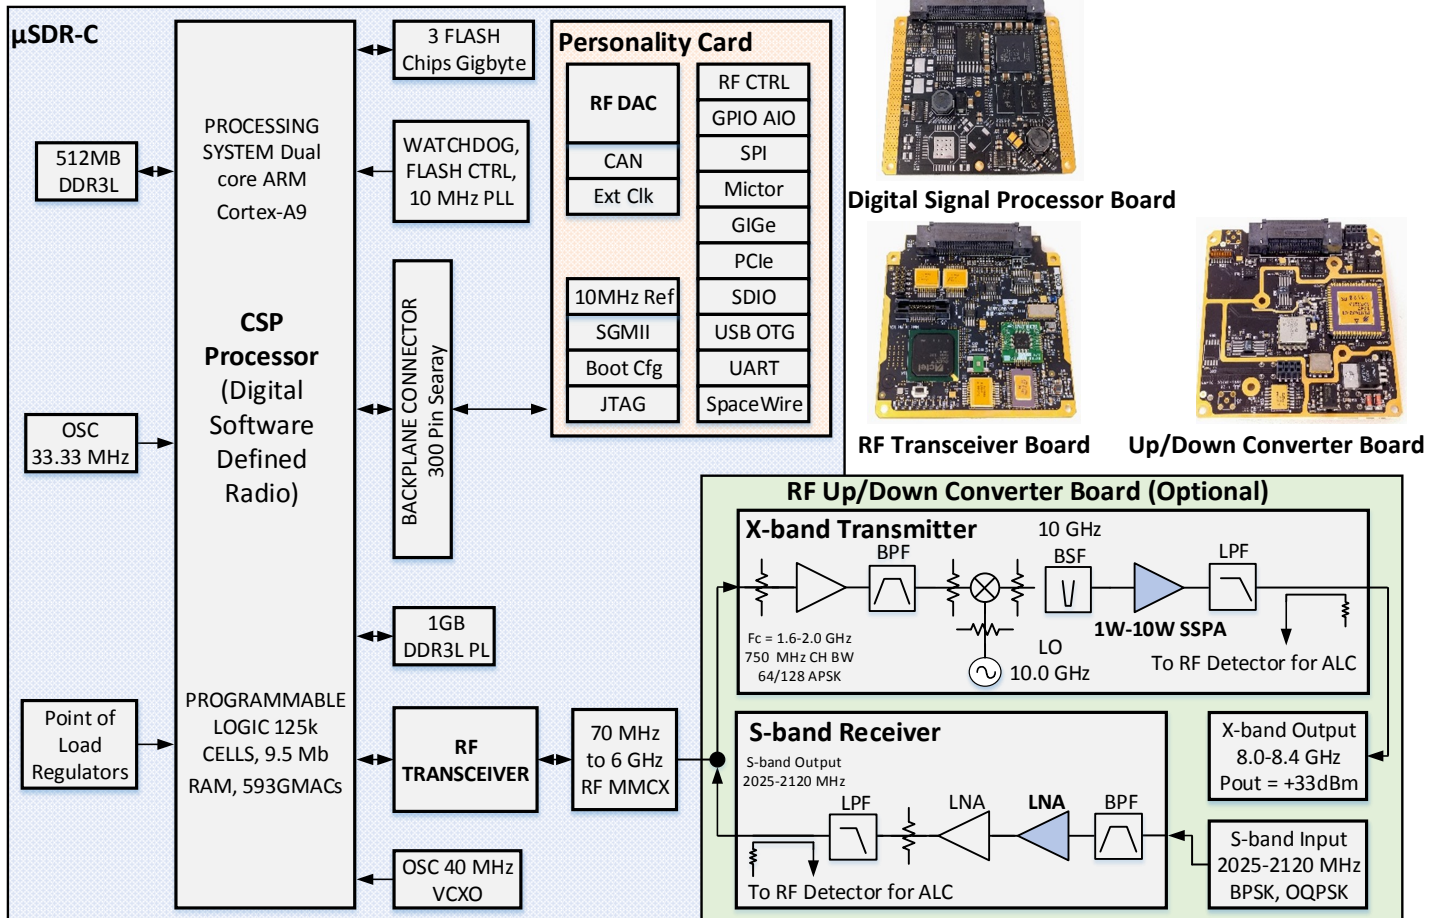 µSDR-C
PROCESSING
SYSTEM Dual
core ARM
Cortex-A9
CSP
Processor
(Digital
Software
Defined
Radio)
PROGRAMMABLE
LOGIC 125k
CELLS, 9.5 Mb
RAM, 593GMACs
512MB
DDR3L
OSC
33.33 MHz
Point of
Load
Regulators
3 FLASH
Chips Gigbyte
WATCHDOG,
FLASH CTRL,
10 MHz PLL
BACKPLANE CONNECTOR
300 Pin Searay
1GB
DDR3L PL
RF
TRANSCEIVER
OSC 40 MHz
VCXO
70 MHz
to 6 GHz
RF MMCX
Personality Card
RF DAC
CAN
Ext Clk
10MHz Ref
SGMII
Boot Cfg
JTAG
RF CTRL
GPIO AIO
SPI
Mictor
GIGe
PCIe
SDIO
USB OTG
UART
SpaceWire
Digital Signal Processor Board
RF Transceiver Board
Up/Down Converter Board
RF Up/Down Converter Board (Optional)
X-band Transmitter
10 GHz
BPF
BSF
LPF
Fc = 1.6-2.0 GHz
750 MHz CH BW
64/128 APSK
LO
10.0 GHz
1W-10W SSPA
To RF Detector for ALC
S-band Receiver
S-band Output
2025-2120 MHz
LPF
LNA
LNA
BPF
To RF Detector for ALC
X-band Output
8.0-8.4 GHz
Pout = +33dBm
S-band Input
2025-2120 MHz
BPSK, OQPSK